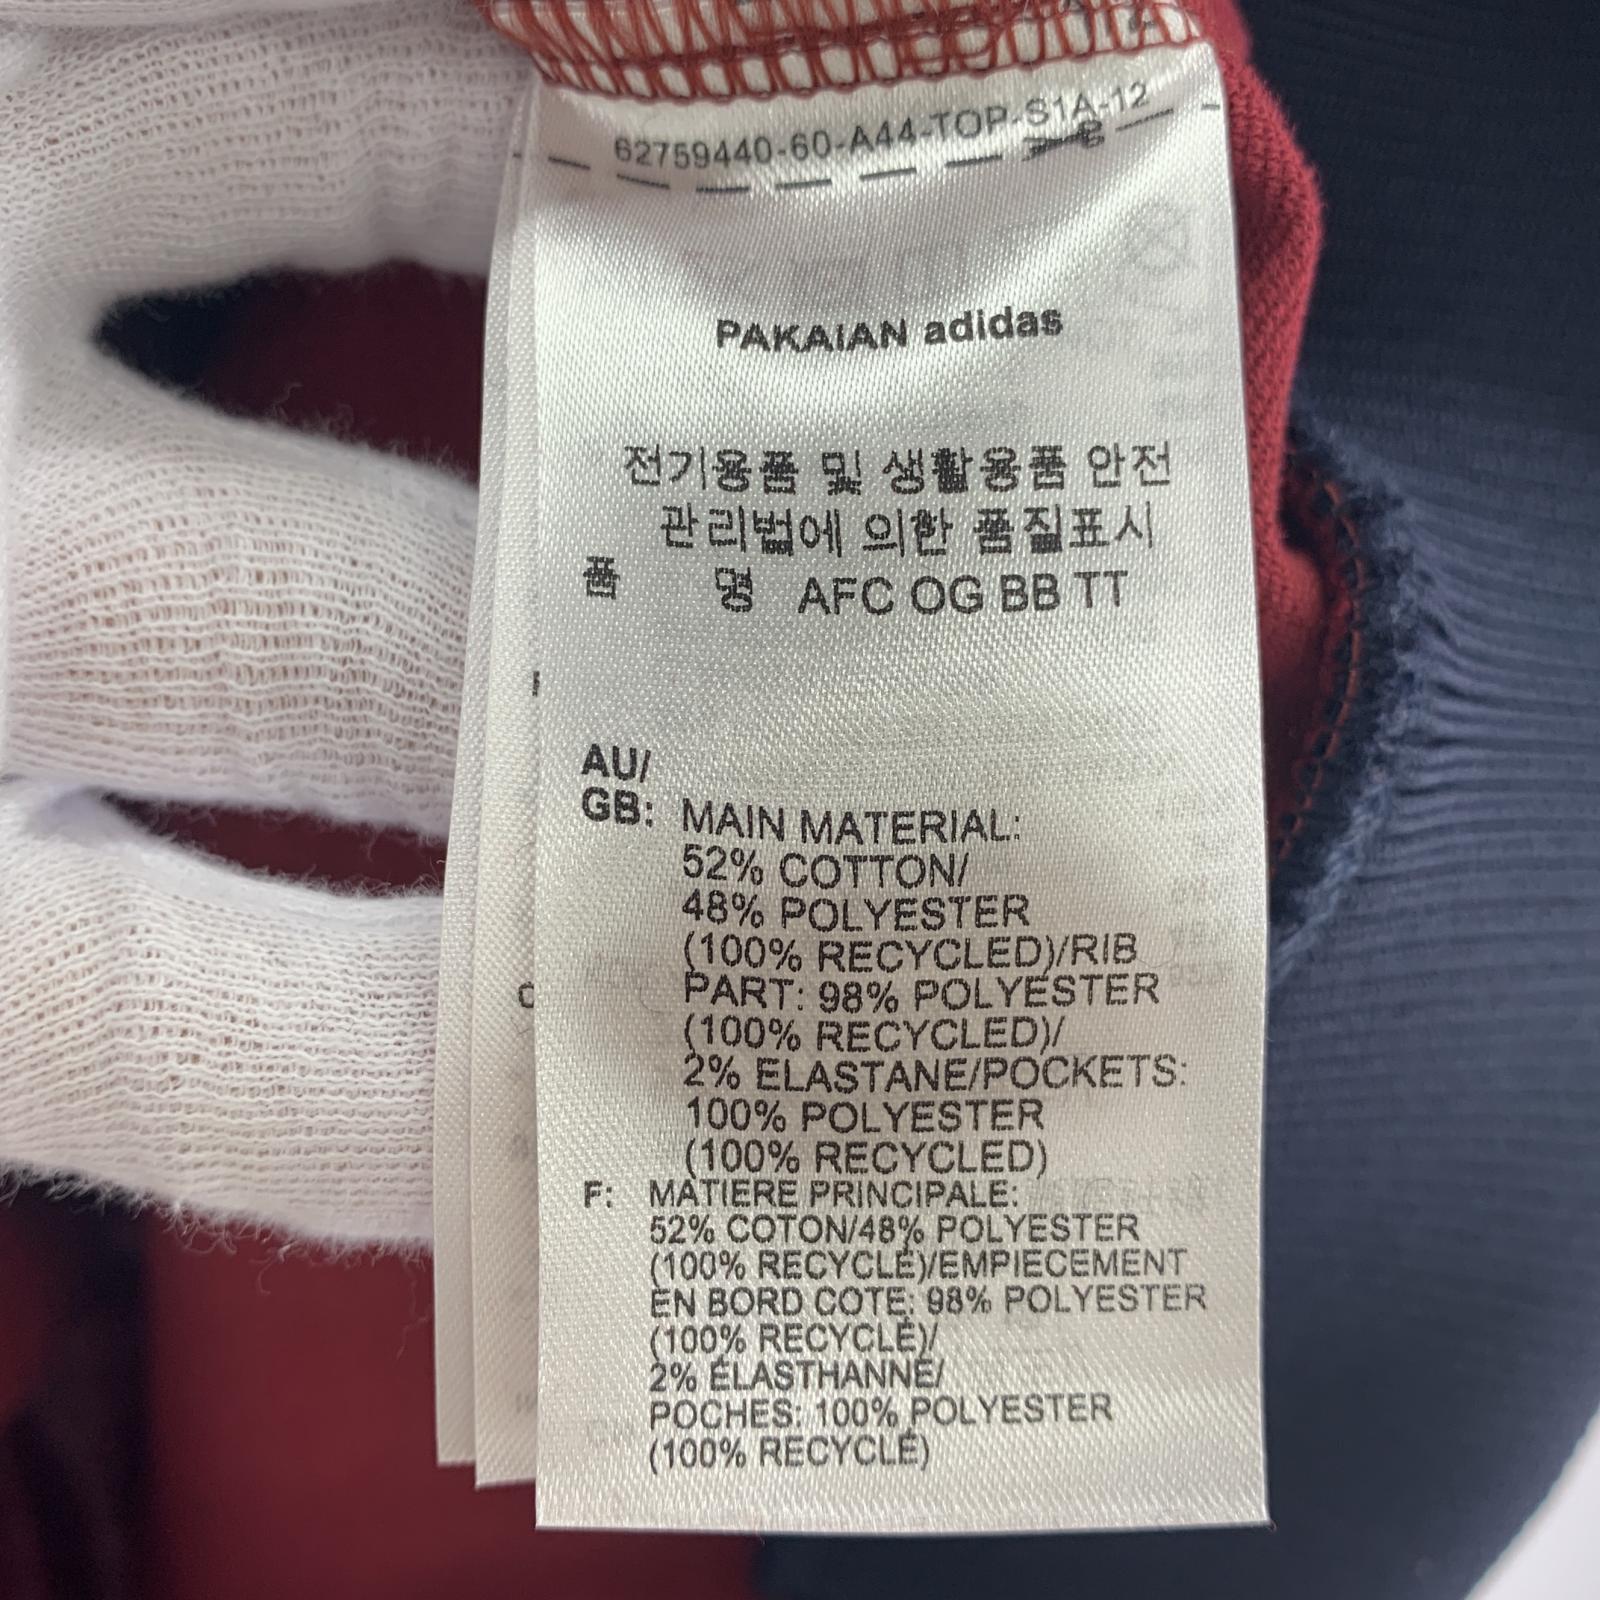 62759440-60-A44-TOP-S1A-12
PAKAIAN adidas
전기용품 및 생활용품 안전
관리법에 의한 품질표시
품 명 AFC OG BB TT
AU/
GB: MAIN MATERIAL:
52% COTTON/
48% POLYESTER
(100% RECYCLED)/RIB
PART: 98% POLYESTER
(100% RECYCLED)/
2% ELASTANE/POCKETS:
100% POLYESTER
(100% RECYCLED)
F: MATIERE PRINCIPALE:
52% COTON/48% POLYESTER
(100% RECYCLÉ)/EMPIECEMENT
EN BORD COTE: 98% POLYESTER
(100% RECYCLÉ)/
2% ÉLASTHANNE/
POCHES: 100% POLYESTER
(100% RECYCLÉ)